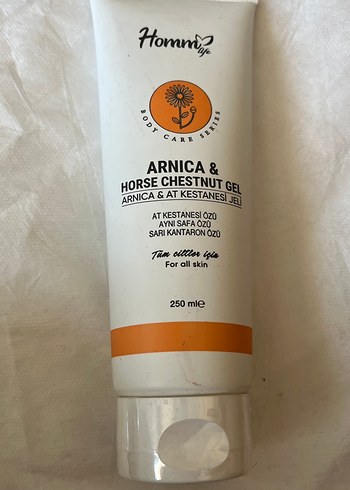 Homm
life
BODY CARE SERIES
ARNICA &
HORSE CHESTNUT GEL
ARNICA & AT KESTANESİ JELİ
AT KESTANESİ ÖZÜ
AYNI SAFA ÖZÜ
SARI KANTARON ÖZÜ
Tüm ciltler için
For all skin
250 ml℮